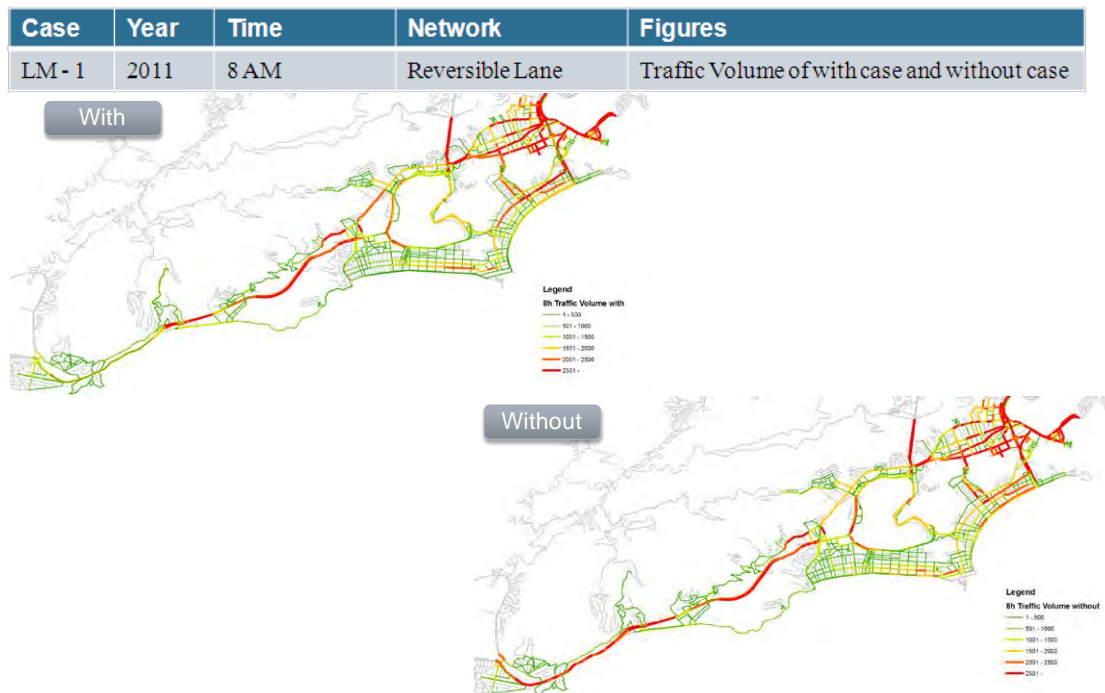 Case Year Time Network Figures
LM - 1 2011 8 AM Reversible Lane Traffic Volume of with case and without case
With
Legend
8h Traffic Volume with
1 - 500
501 - 1000
1001 - 1500
1501 - 2000
2001 - 2500
2501 -
Without
Legend
8h Traffic Volume without
1 - 500
501 - 1000
1001 - 1500
1501 - 2000
2001 - 2500
2501 -